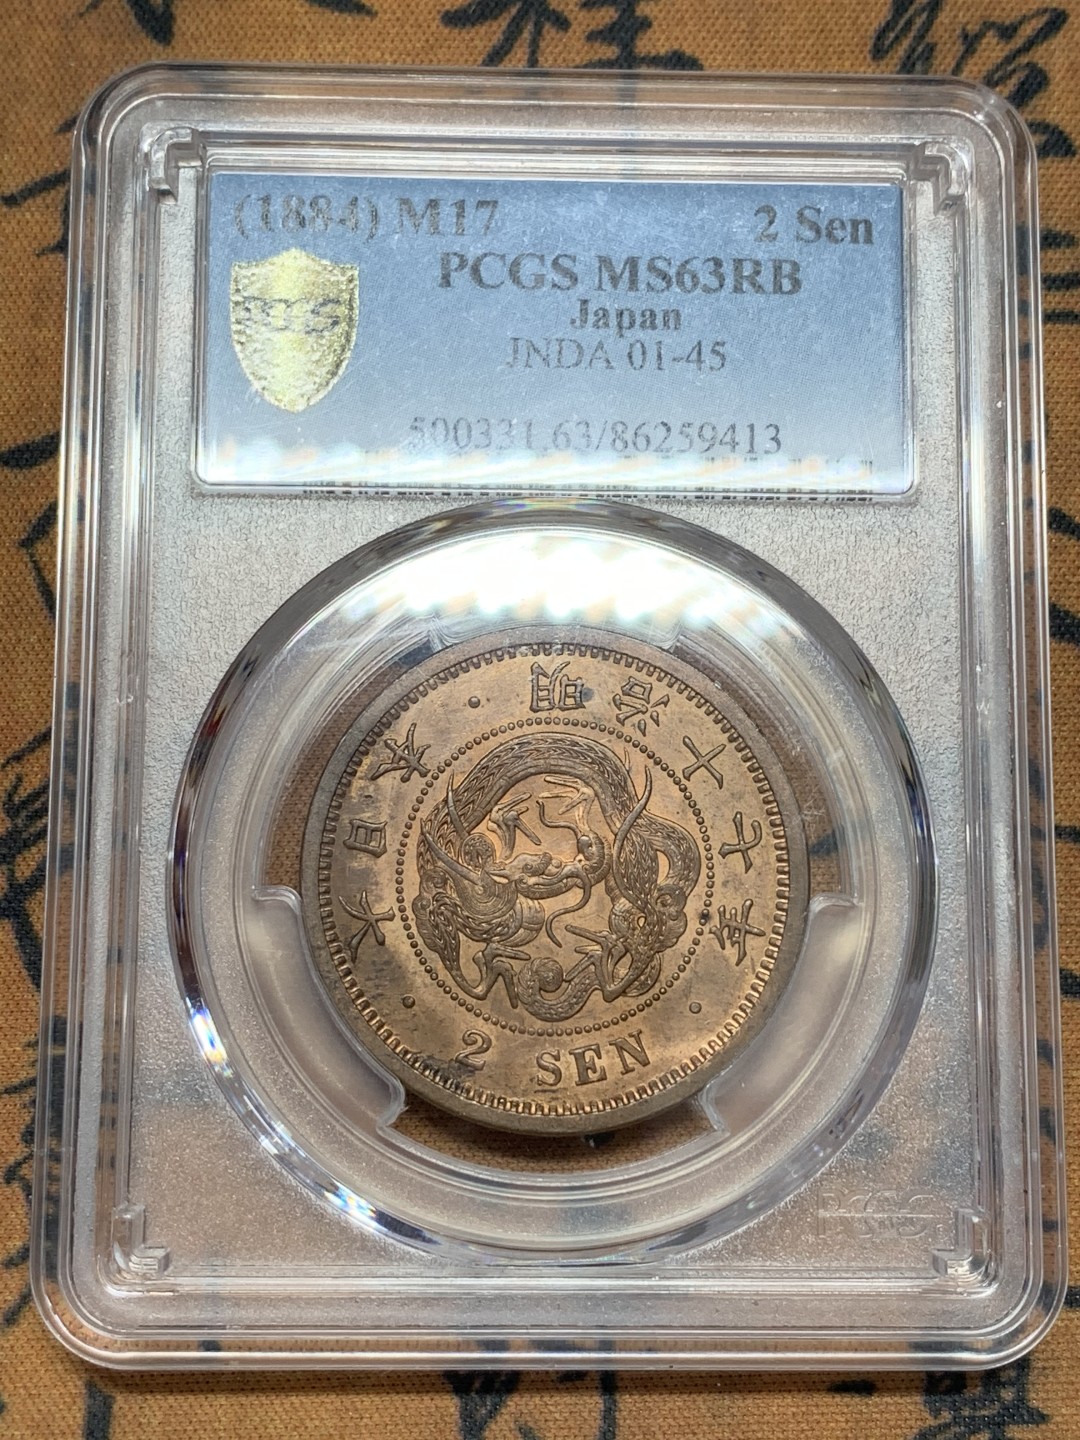 (1884) M17 2 Sen
PCGS MS63RB
Japan
JNDA 01-45
500331.63/86259413
大日本 · 明治十七年 ·
2 SEN
PCGS